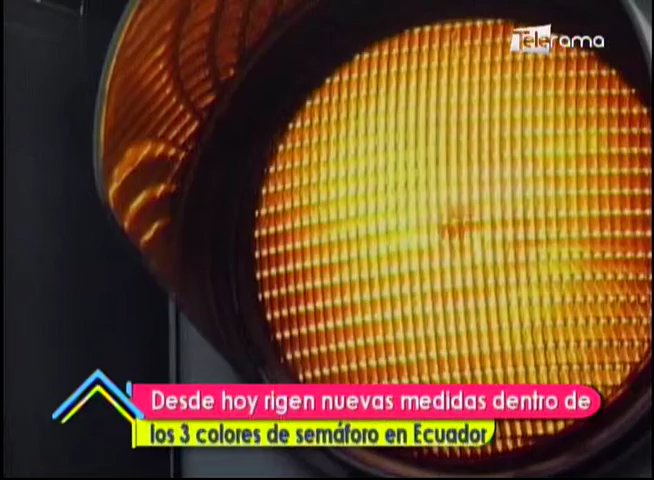 Telerama
Desde hoy rigen nuevas medidas dentro de
los 3 colores de semáforo en Ecuador